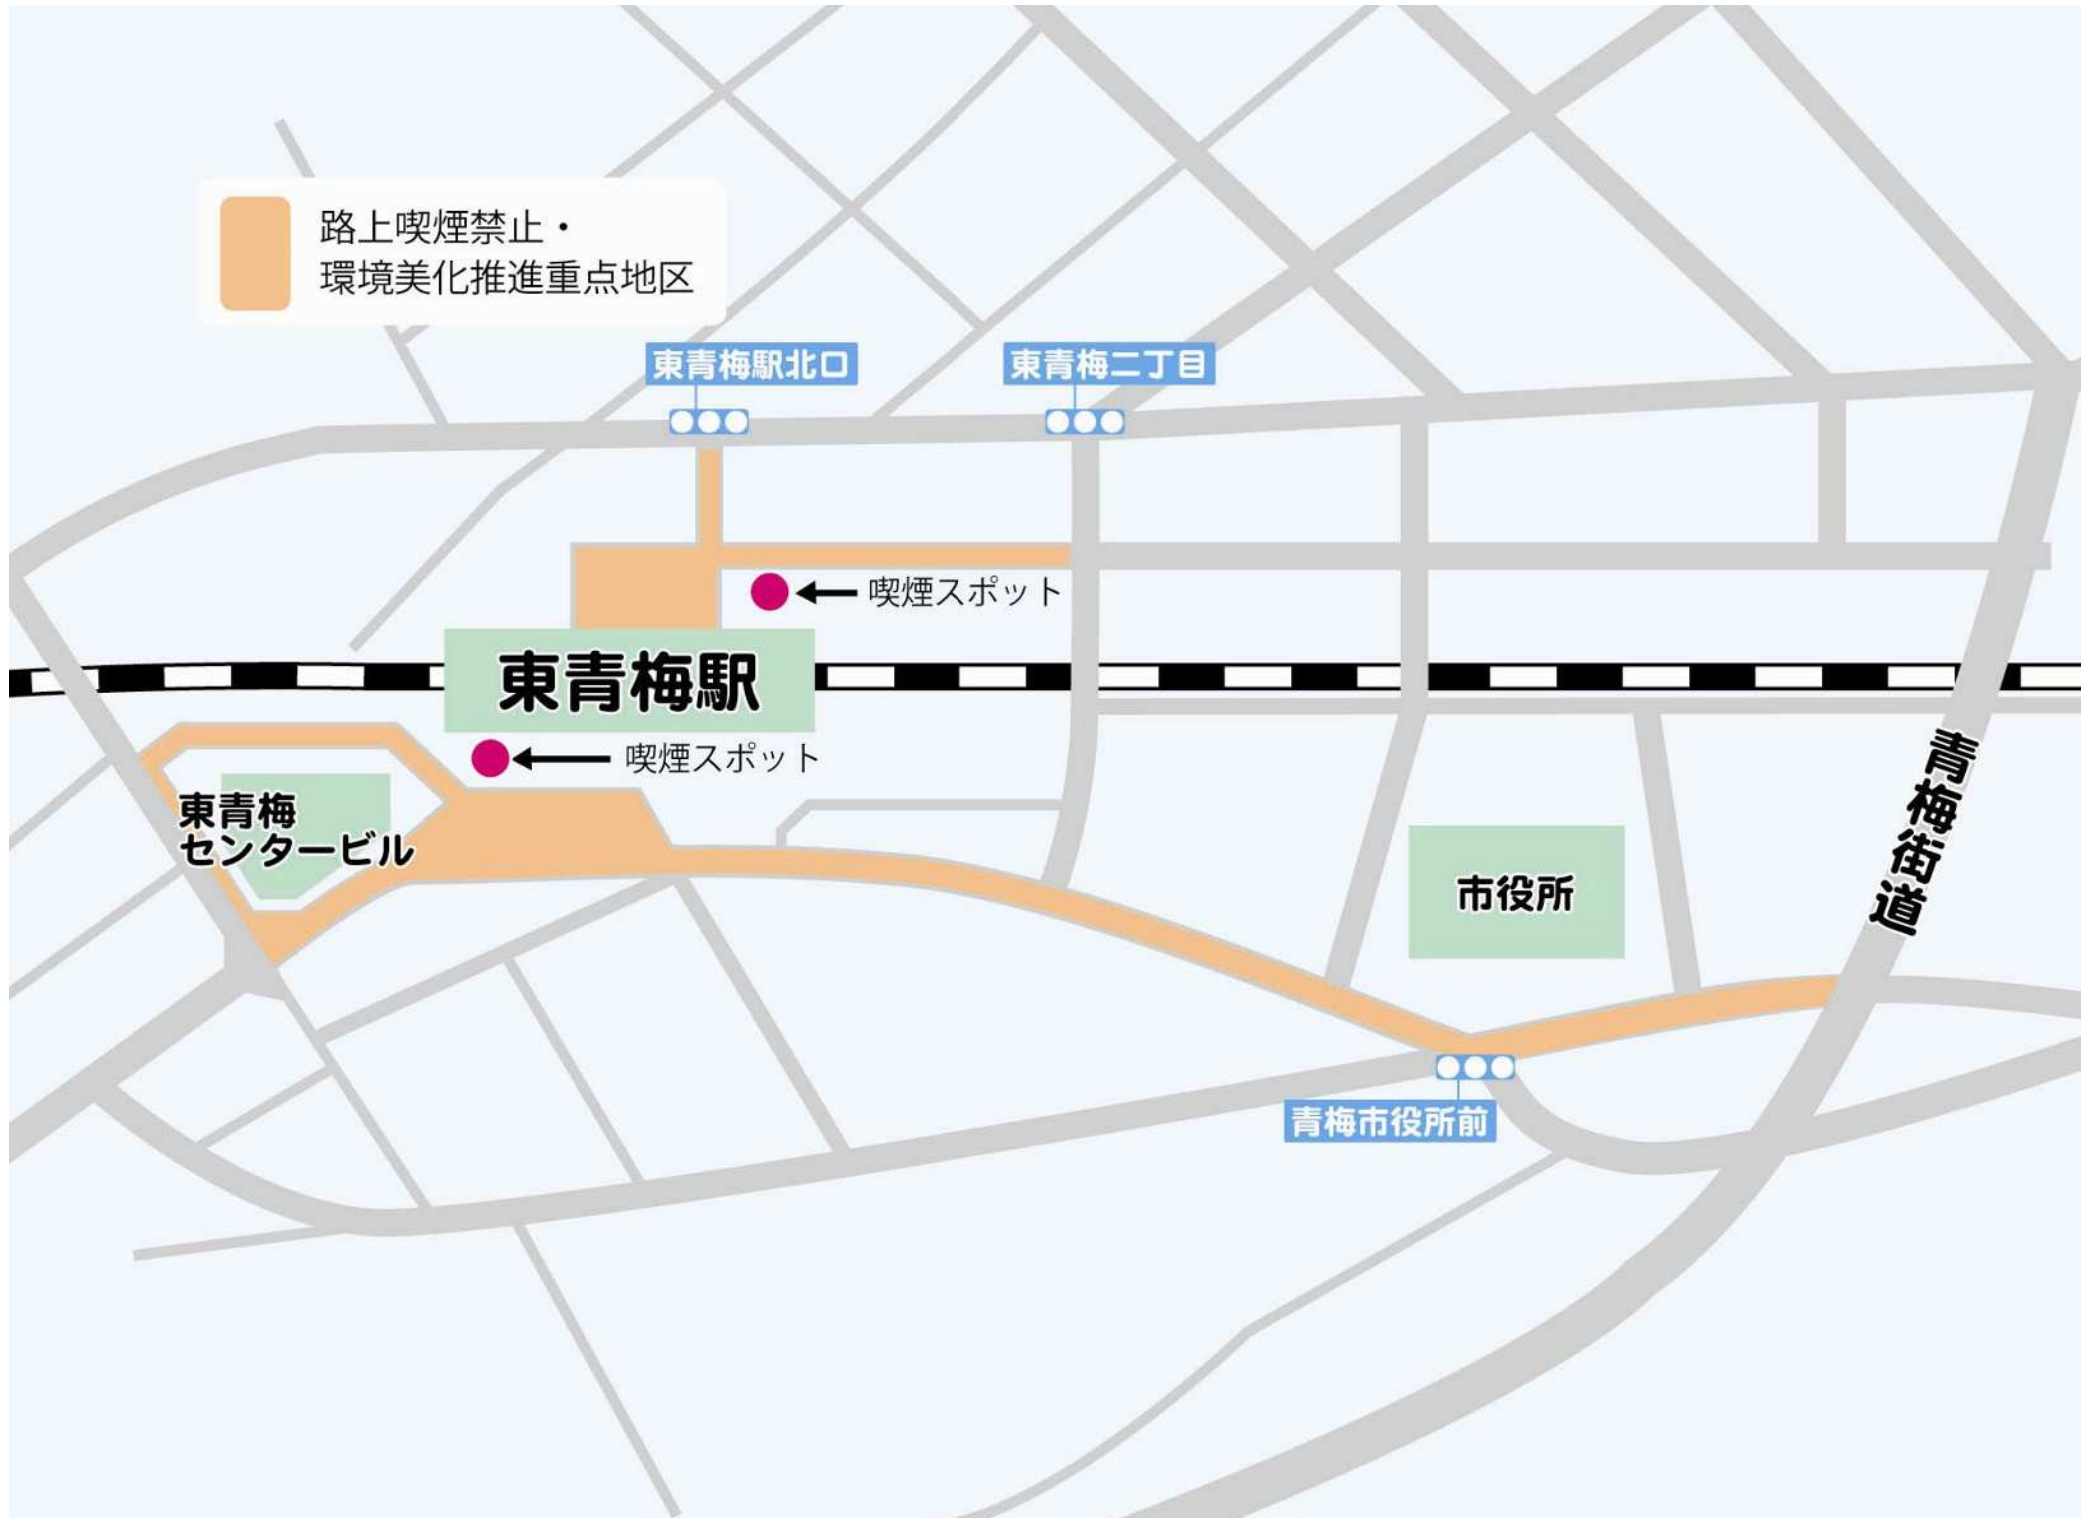 路上喫煙禁止・
環境美化推進重点地区
東青梅駅北口
東青梅二丁目
喫煙スポット
東青梅駅
喫煙スポット
東青梅
センタービル
青梅街道
市役所
青梅市役所前